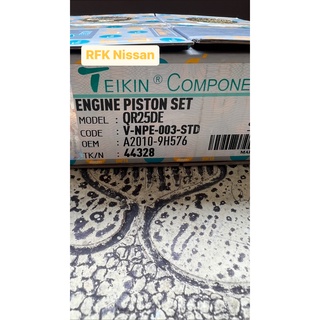 RFK Nissan
TEIKIN ® COMPONE
ENGINE PISTON SET
MODEL : QR25DE
CODE : V-NPE-003-STD
OEM : A2010-9H576
TK/N : 44328